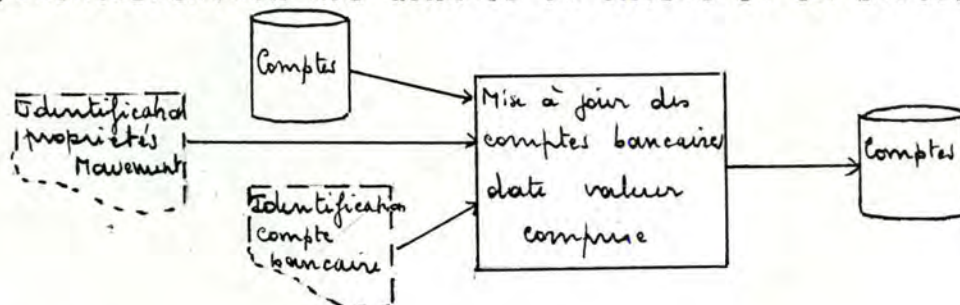 Comptes
Identification
propriétés
Mouvement
Mise à jour des
comptes bancaires
date valeur
comprise
Comptes
Identification
compte
bancaire